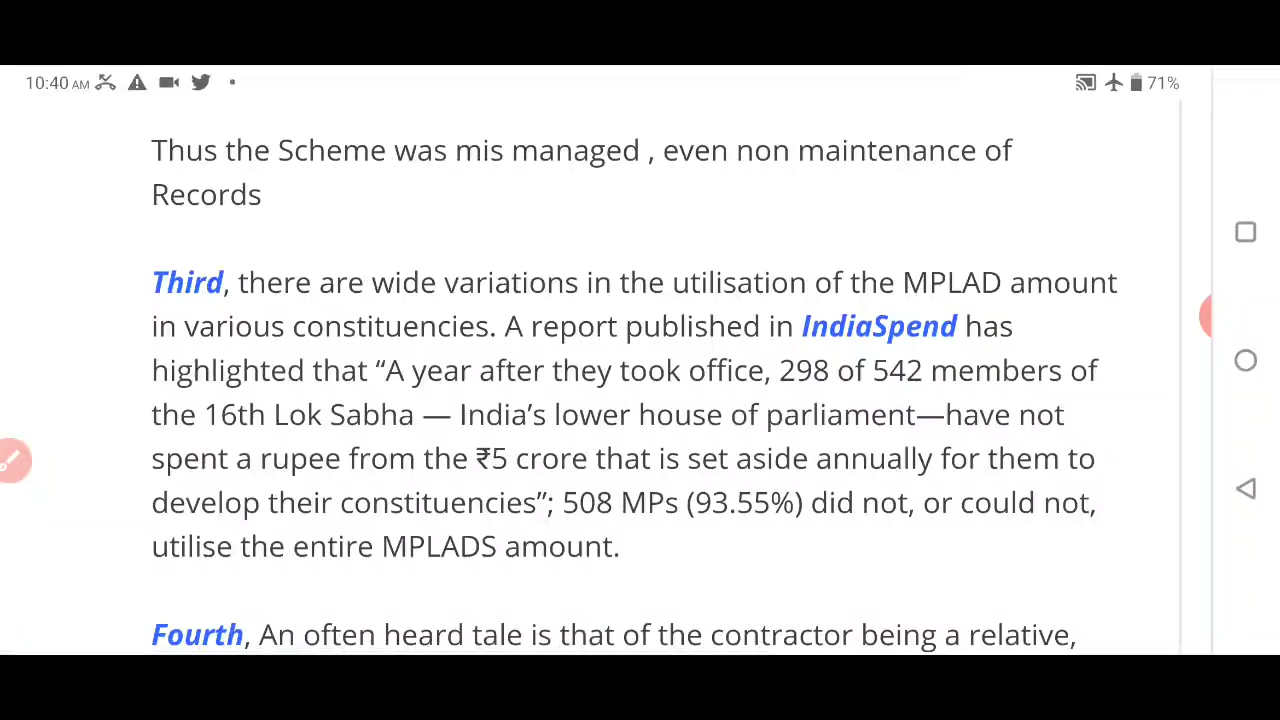 10:40 AM
71%
Thus the Scheme was mis managed , even non maintenance of
Records
Third, there are wide variations in the utilisation of the MPLAD amount
in various constituencies. A report published in IndiaSpend has
highlighted that “A year after they took office, 298 of 542 members of
the 16th Lok Sabha — India’s lower house of parliament—have not
spent a rupee from the ₹5 crore that is set aside annually for them to
develop their constituencies”; 508 MPs (93.55%) did not, or could not,
utilise the entire MPLADS amount.
Fourth, An often heard tale is that of the contractor being a relative,